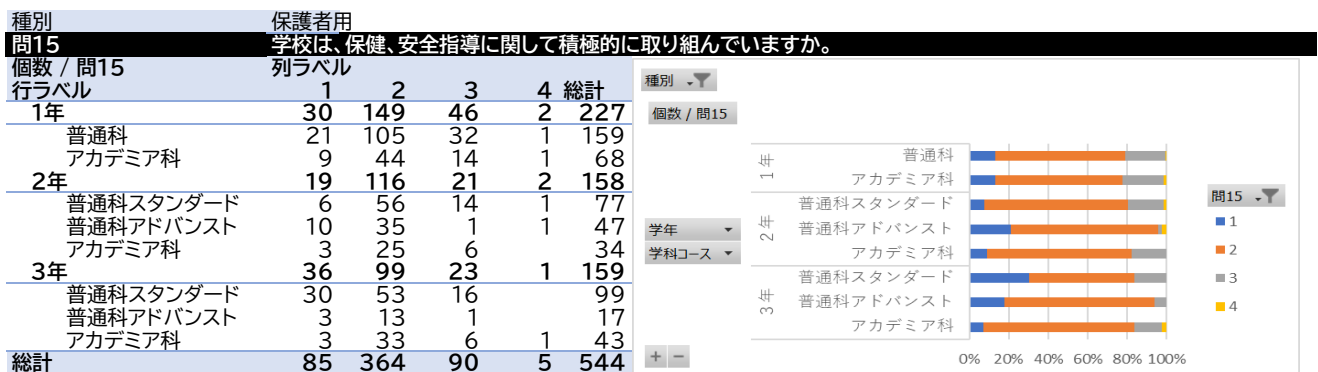 種別 保護者用
問15 学校は、保健、安全指導に関して積極的に取り組んでいますか。
個数 / 問15 列ラベル
行ラベル 1 2 3 4 総計
1年 30 149 46 2 227
普通科 21 105 32 1 159
アカデミア科 9 44 14 1 68
2年 19 116 21 2 158
普通科スタンダード 6 56 14 1 77
普通科アドバンスト 10 35 1 1 47
アカデミア科 3 25 6 34
3年 36 99 23 1 159
普通科スタンダード 30 53 16 99
普通科アドバンスト 3 13 1 17
アカデミア科 3 33 6 1 43
総計 85 364 90 5 544
種別
個数 / 問15
学年
学科コース
1年
普通科
アカデミア科
2年
普通科スタンダード
普通科アドバンスト
アカデミア科
3年
普通科スタンダード
普通科アドバンスト
アカデミア科
0% 20% 40% 60% 80% 100%
問15
1
2
3
4
+ −